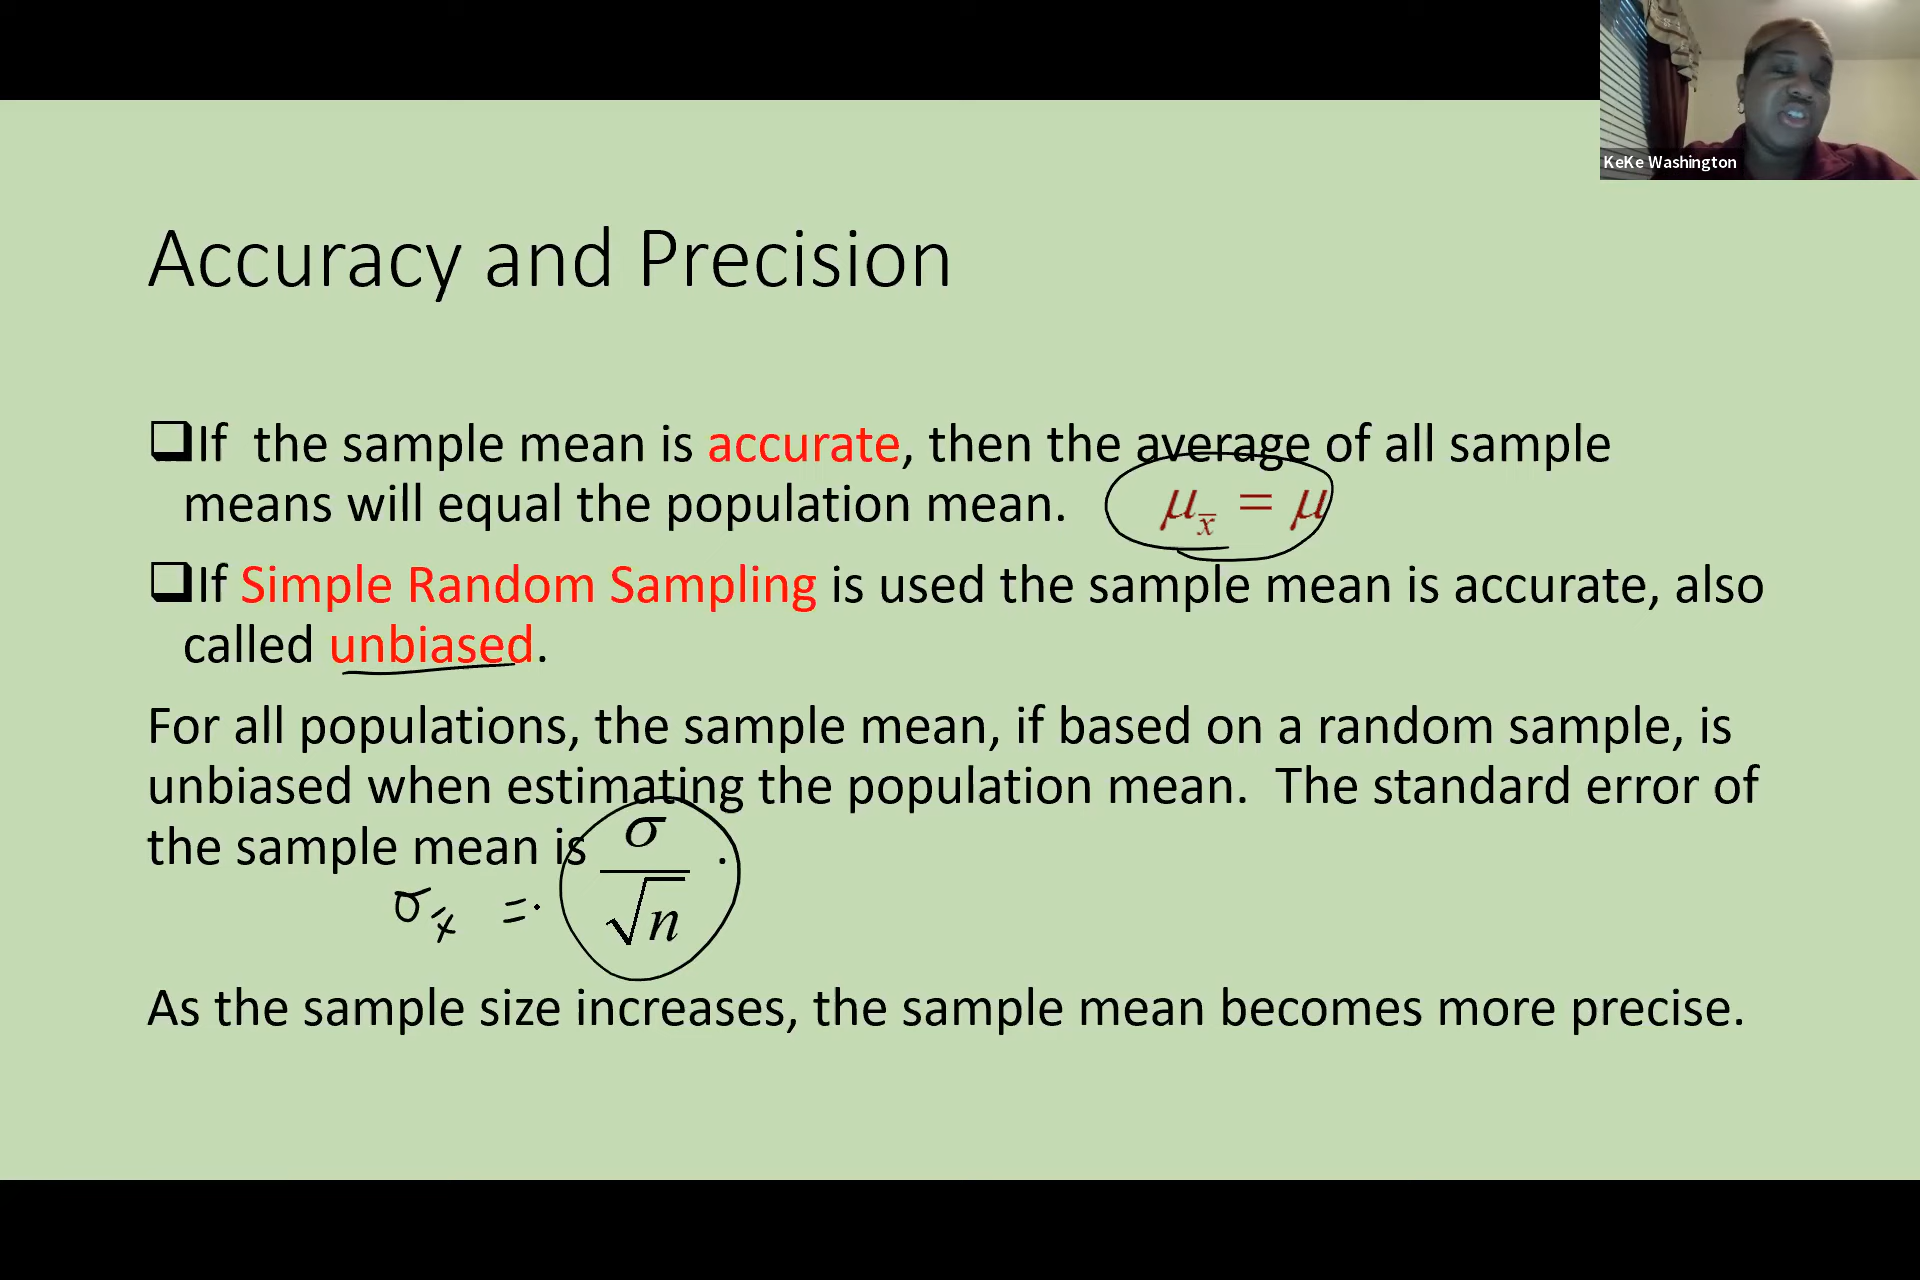 KeKe Washington
Accuracy and Precision
❑If the sample mean is accurate, then the average of all sample
means will equal the population mean. μ_x̄ = μ
❑If Simple Random Sampling is used the sample mean is accurate, also
called unbiased.
For all populations, the sample mean, if based on a random sample, is
unbiased when estimating the population mean. The standard error of
the sample mean is σ/√n .
σ_x̄ =
As the sample size increases, the sample mean becomes more precise.